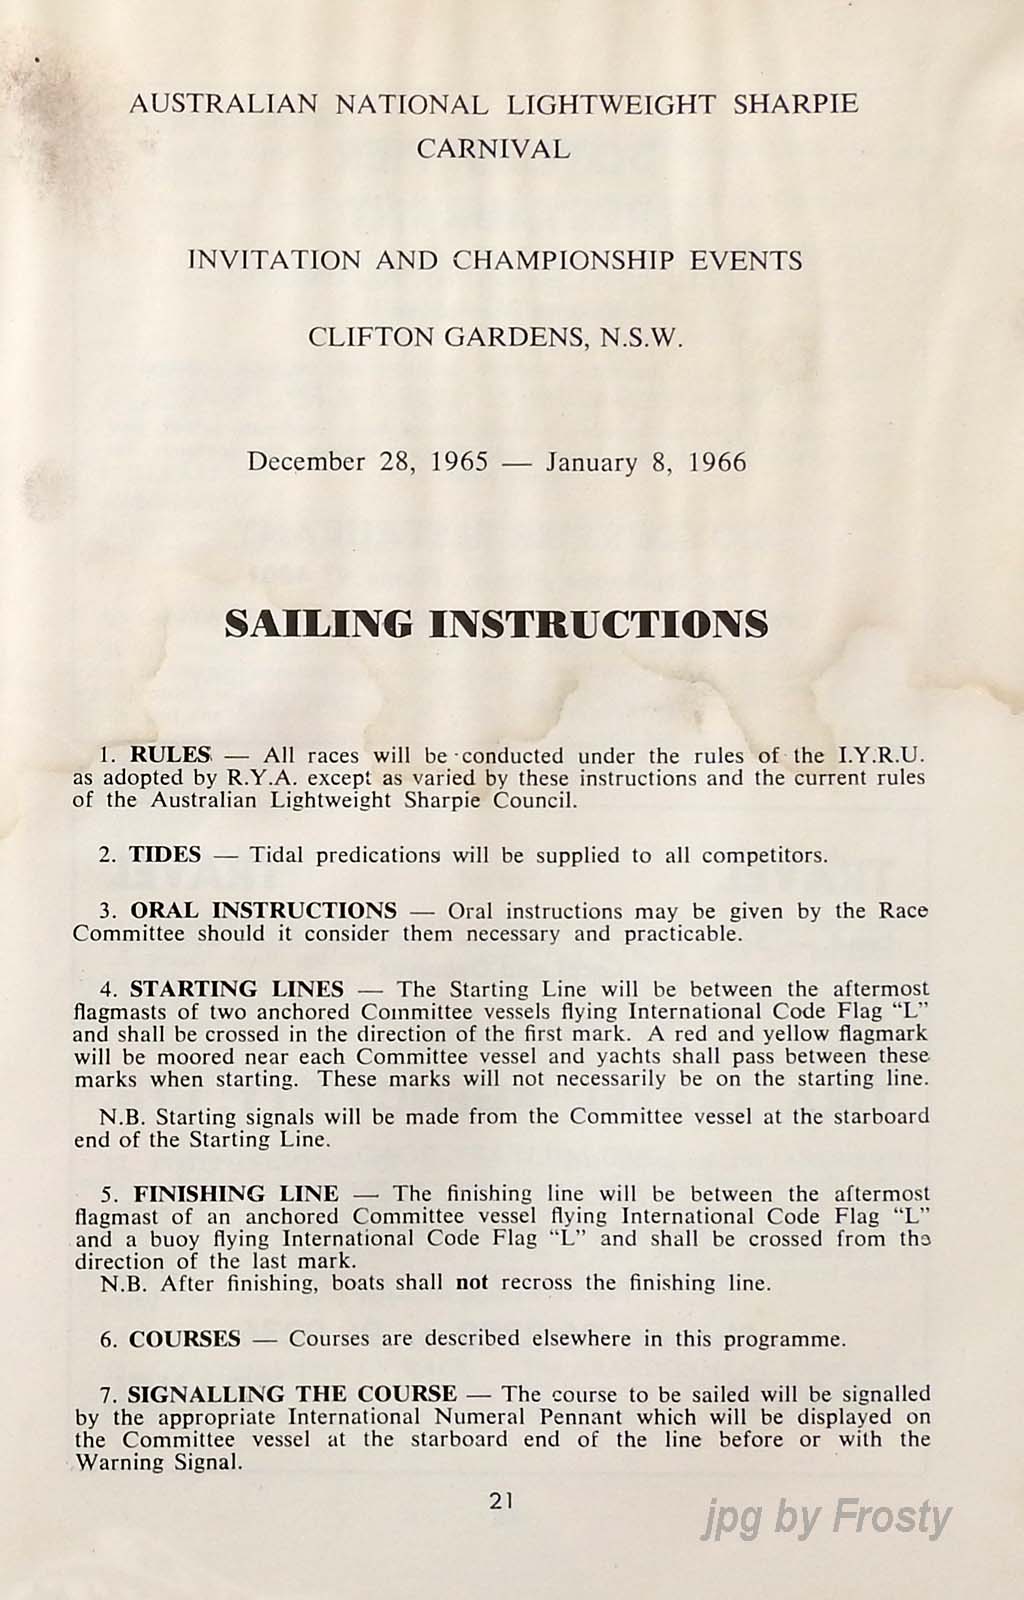 AUSTRALIAN NATIONAL LIGHTWEIGHT SHARPIE
CARNIVAL
INVITATION AND CHAMPIONSHIP EVENTS
CLIFTON GARDENS, N.S.W.
December 28, 1965 — January 8, 1966
SAILING INSTRUCTIONS
1. RULES — All races will be conducted under the rules of the I.Y.R.U.
as adopted by R.Y.A. except as varied by these instructions and the current rules
of the Australian Lightweight Sharpie Council.
2. TIDES — Tidal predications will be supplied to all competitors.
3. ORAL INSTRUCTIONS — Oral instructions may be given by the Race
Committee should it consider them necessary and practicable.
4. STARTING LINES — The Starting Line will be between the aftermost
flagmasts of two anchored Committee vessels flying International Code Flag “L”
and shall be crossed in the direction of the first mark. A red and yellow flagmark
will be moored near each Committee vessel and yachts shall pass between these
marks when starting. These marks will not necessarily be on the starting line.
N.B. Starting signals will be made from the Committee vessel at the starboard
end of the Starting Line.
5. FINISHING LINE — The finishing line will be between the aftermost
flagmast of an anchored Committee vessel flying International Code Flag “L”
and a buoy flying International Code Flag “L” and shall be crossed from the
direction of the last mark.
N.B. After finishing, boats shall not recross the finishing line.
6. COURSES — Courses are described elsewhere in this programme.
7. SIGNALLING THE COURSE — The course to be sailed will be signalled
by the appropriate International Numeral Pennant which will be displayed on
the Committee vessel at the starboard end of the line before or with the
Warning Signal.
21
jpg by Frosty